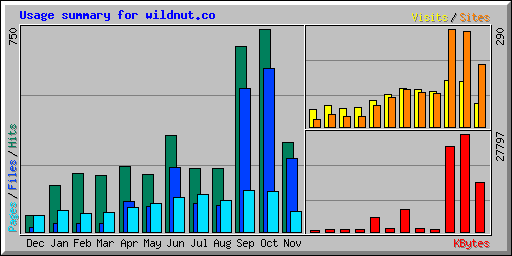 Usage summary for wildnut.co
Visits/Sites
750
290
Pages/Files/Hits
27797
Dec Jan Feb Mar Apr May Jun Jul Aug Sep Oct Nov
KBytes